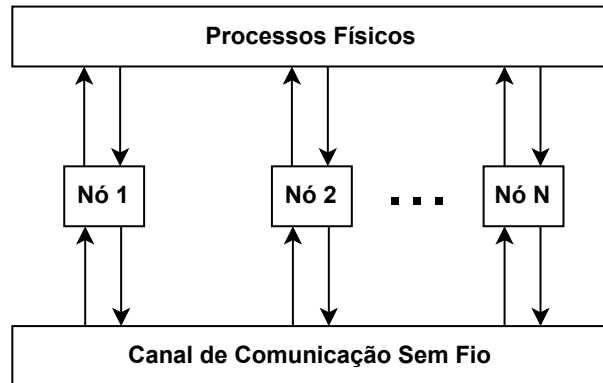 Processos Físicos
Nó 1
Nó 2
...
Nó N
Canal de Comunicação Sem Fio